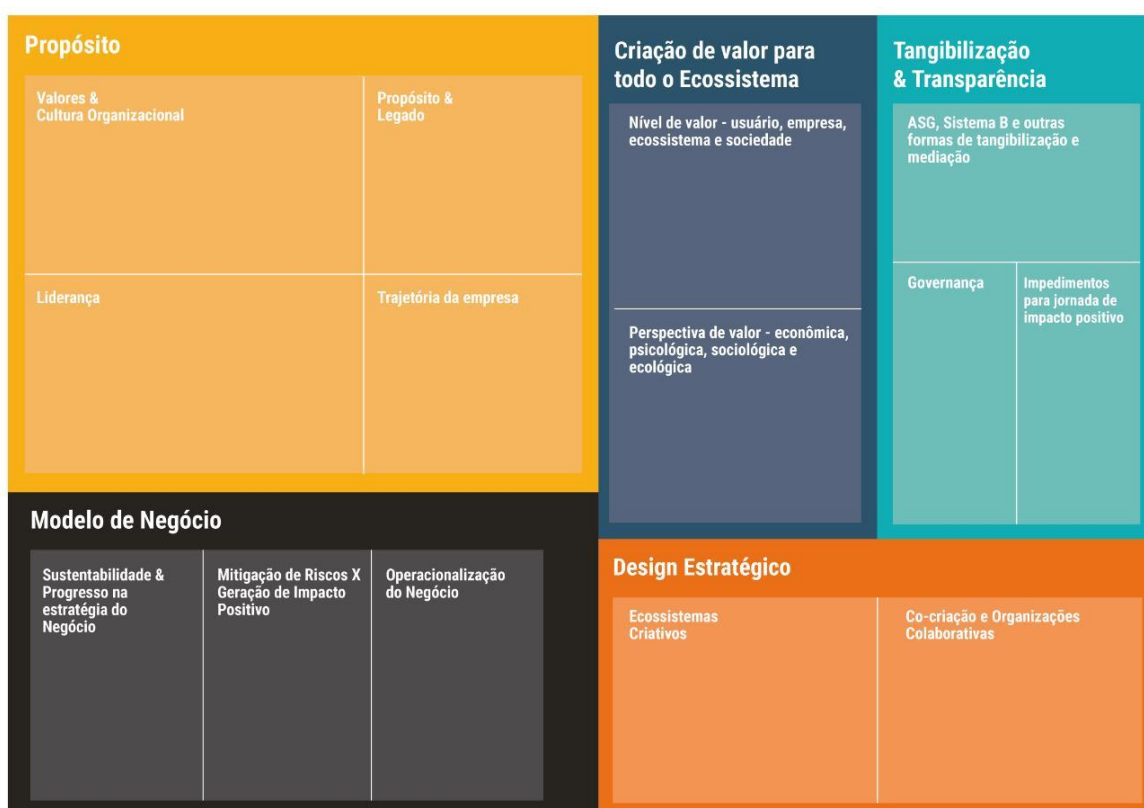 Propósito
Valores &
Cultura Organizacional
Propósito &
Legado
Liderança
Trajetória da empresa
Criação de valor para
todo o Ecossistema
Nível de valor - usuário, empresa,
ecossistema e sociedade
Perspectiva de valor - econômica,
psicológica, sociológica e
ecológica
Tangibilização
& Transparência
ASG, Sistema B e outras
formas de tangibilização e
mediação
Governança
Impedimentos
para jornada de
impacto positivo
Modelo de Negócio
Sustentabilidade &
Progresso na
estratégia do
Negócio
Mitigação de Riscos X
Geração de Impacto
Positivo
Operacionalização
do Negócio
Design Estratégico
Ecossistemas
Criativos
Co-criação e Organizações
Colaborativas